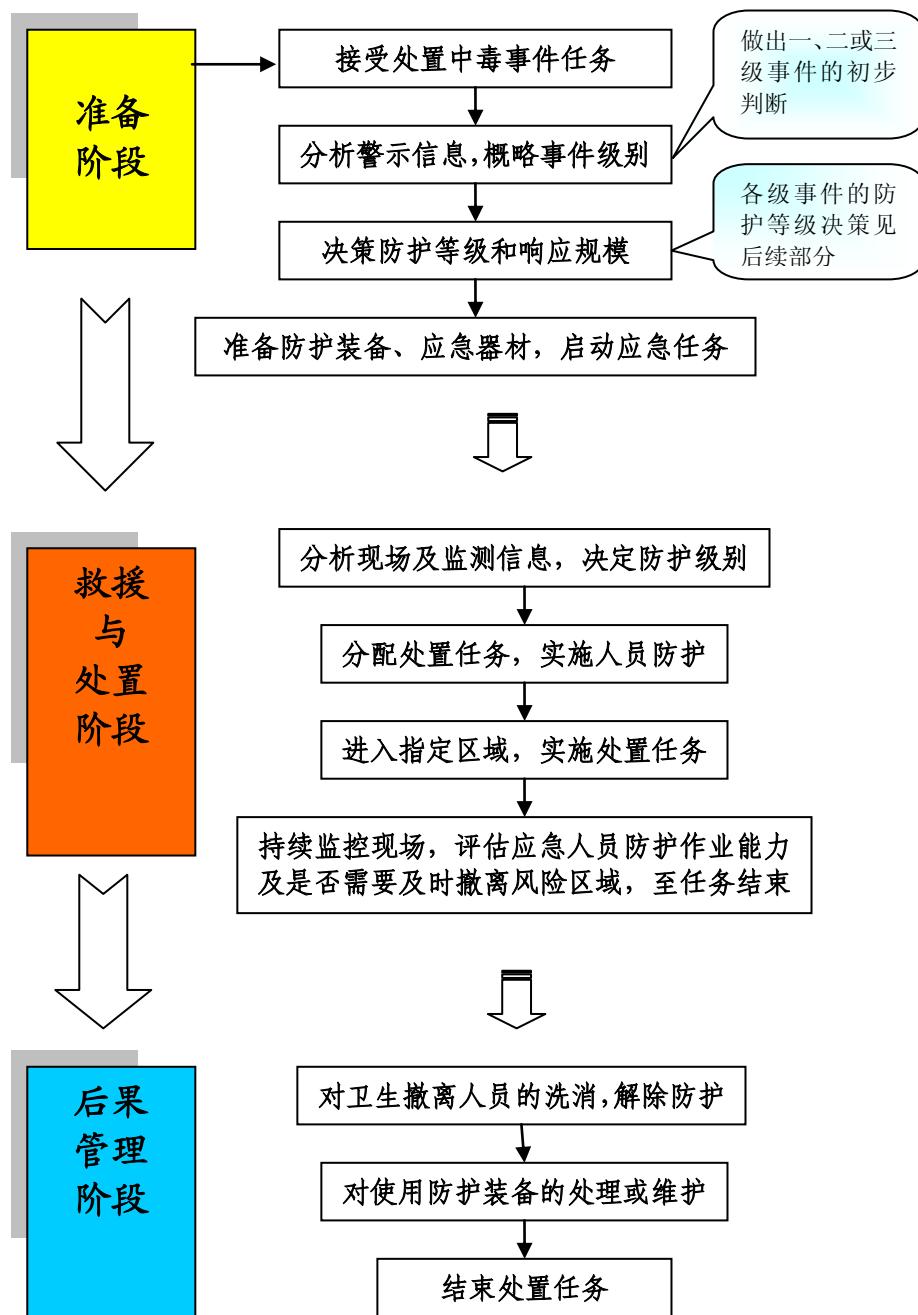 准备
阶段
接受处置中毒事件任务
做出一、二或三
级事件的初步
判断
分析警示信息,概略事件级别
各级事件的防
护等级决策见
后续部分
决策防护等级和响应规模
准备防护装备、应急器材，启动应急任务
救援
与
处置
阶段
分析现场及监测信息，决定防护级别
分配处置任务，实施人员防护
进入指定区域，实施处置任务
持续监控现场，评估应急人员防护作业能力
及是否需要及时撤离风险区域，至任务结束
后果
管理
阶段
对卫生撤离人员的洗消,解除防护
对使用防护装备的处理或维护
结束处置任务